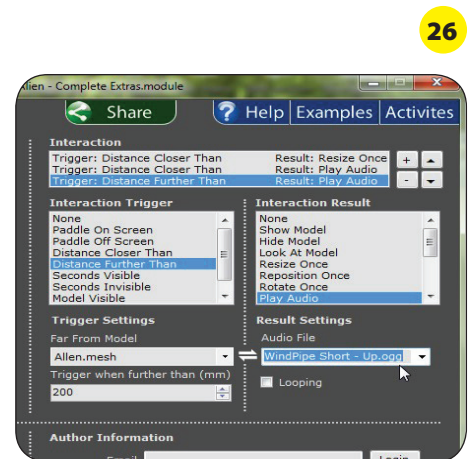 26
Alien - Complete Extras.module
Share
? Help Examples Activites
Interaction
Trigger: Distance Closer Than Result: Resize Once
Trigger: Distance Closer Than Result: Play Audio
Trigger: Distance Further Than Result: Play Audio
+
-
Interaction Trigger
None
Paddle On Screen
Paddle Off Screen
Distance Closer Than
Distance Further Than
Seconds Visible
Seconds Invisible
Model Visible
Interaction Result
None
Show Model
Hide Model
Look At Model
Resize Once
Reposition Once
Rotate Once
Play Audio
Trigger Settings
Far From Model
Allen.mesh
Trigger when further than (mm)
200
Result Settings
Audio File
WindPipe Short - Up.ogg
Looping
Author Information
Email
Login